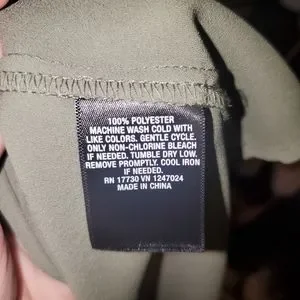 100% POLYESTER
MACHINE WASH COLD WITH
LIKE COLORS. GENTLE CYCLE.
ONLY NON-CHLORINE BLEACH
IF NEEDED. TUMBLE DRY LOW.
REMOVE PROMPTLY. COOL IRON
IF NEEDED.
RN 17730 VN 1247024
MADE IN CHINA